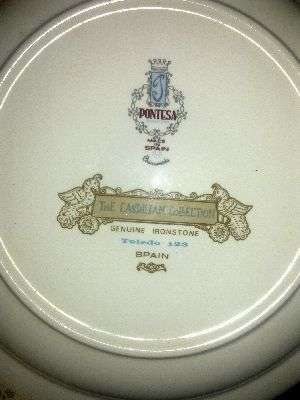 PONTESA
MADE
IN
SPAIN
THE CASTILIAN COLLECTION
GENUINE IRONSTONE
Toledo 123
SPAIN